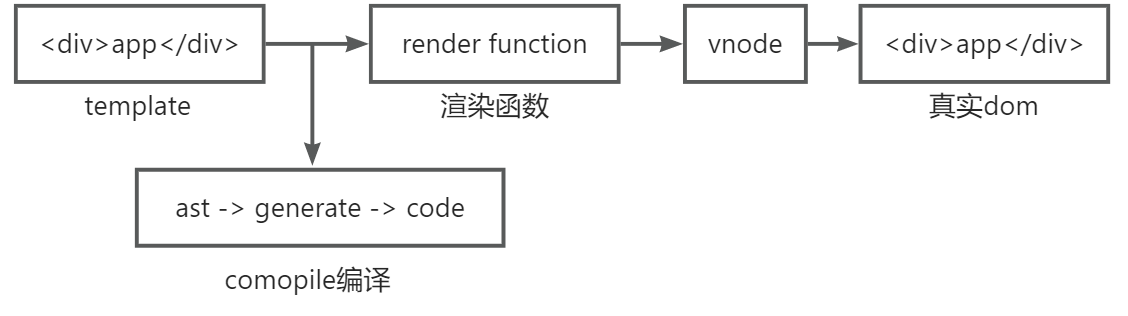 <div>app</div>
render function
vnode
<div>app</div>
template
渲染函数
真实dom
ast -> generate -> code
comopile编译